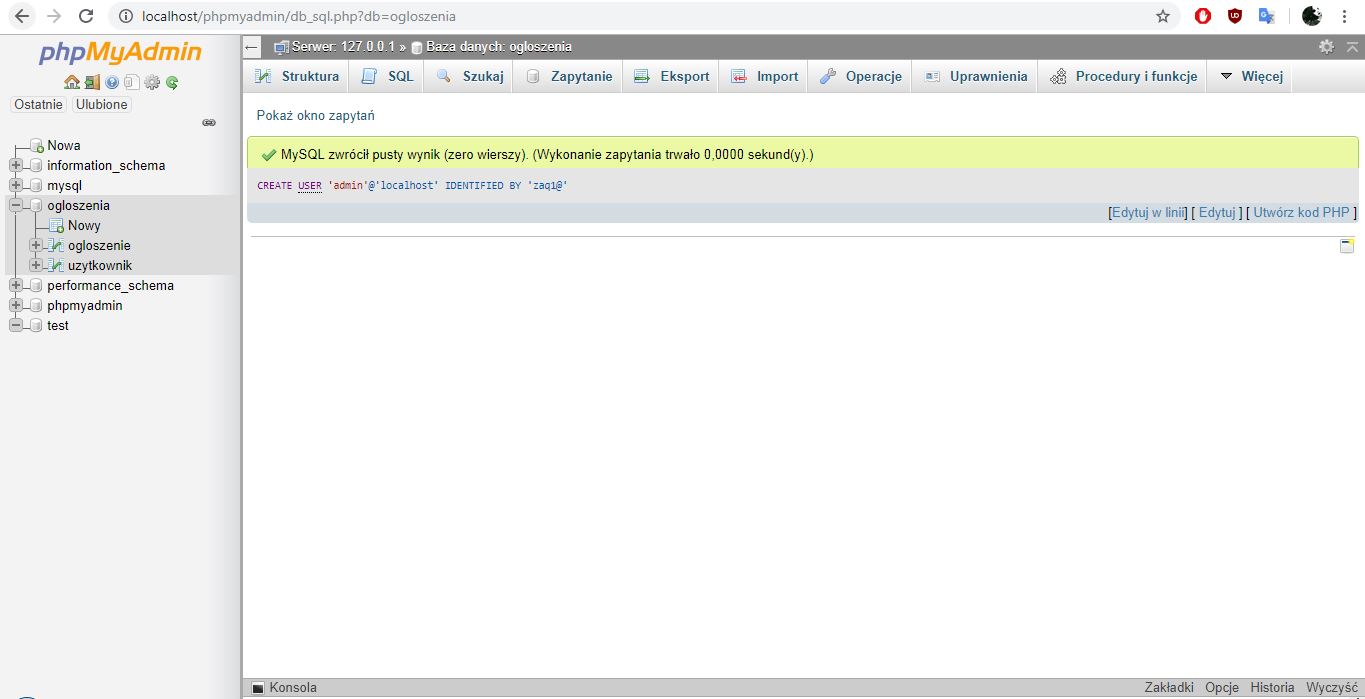 localhost/phpmyadmin/db_sql.php?db=ogloszenia
phpMyAdmin
Ostatnie Ulubione
Nowa
information_schema
mysql
ogloszenia
Nowy
ogloszenie
uzytkownik
performance_schema
phpmyadmin
test
Serwer: 127.0.0.1 » Baza danych: ogloszenia
Struktura SQL Szukaj Zapytanie Eksport Import Operacje Uprawnienia Procedury i funkcje Więcej
Pokaż okno zapytań
MySQL zwrócił pusty wynik (zero wierszy). (Wykonanie zapytania trwało 0,0000 sekund(y).)
CREATE USER 'admin'@'localhost' IDENTIFIED BY 'zaq1@'
[Edytuj w linii] [ Edytuj ] [ Utwórz kod PHP ]
Konsola
Zakładki Opcje Historia Wyczyść